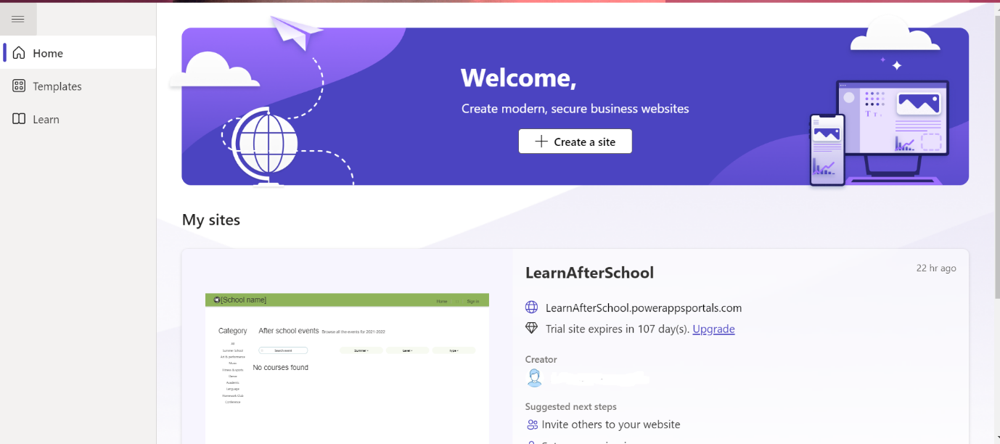 Home
Templates
Learn
Welcome,
Create modern, secure business websites
Create a site
My sites
[School name]
Home
Sign in
Category
After school events Browse all the events for 2021-2022
All
Summer School
Search event
Summer
Level
Type
Art & performance
Music
No courses found
Fitness & sports
Dance
Academic
Language
Homework Club
Conference
LearnAfterSchool
22 hr ago
LearnAfterSchool.powerappsportals.com
Trial site expires in 107 day(s). Upgrade
Creator
Suggested next steps
Invite others to your website